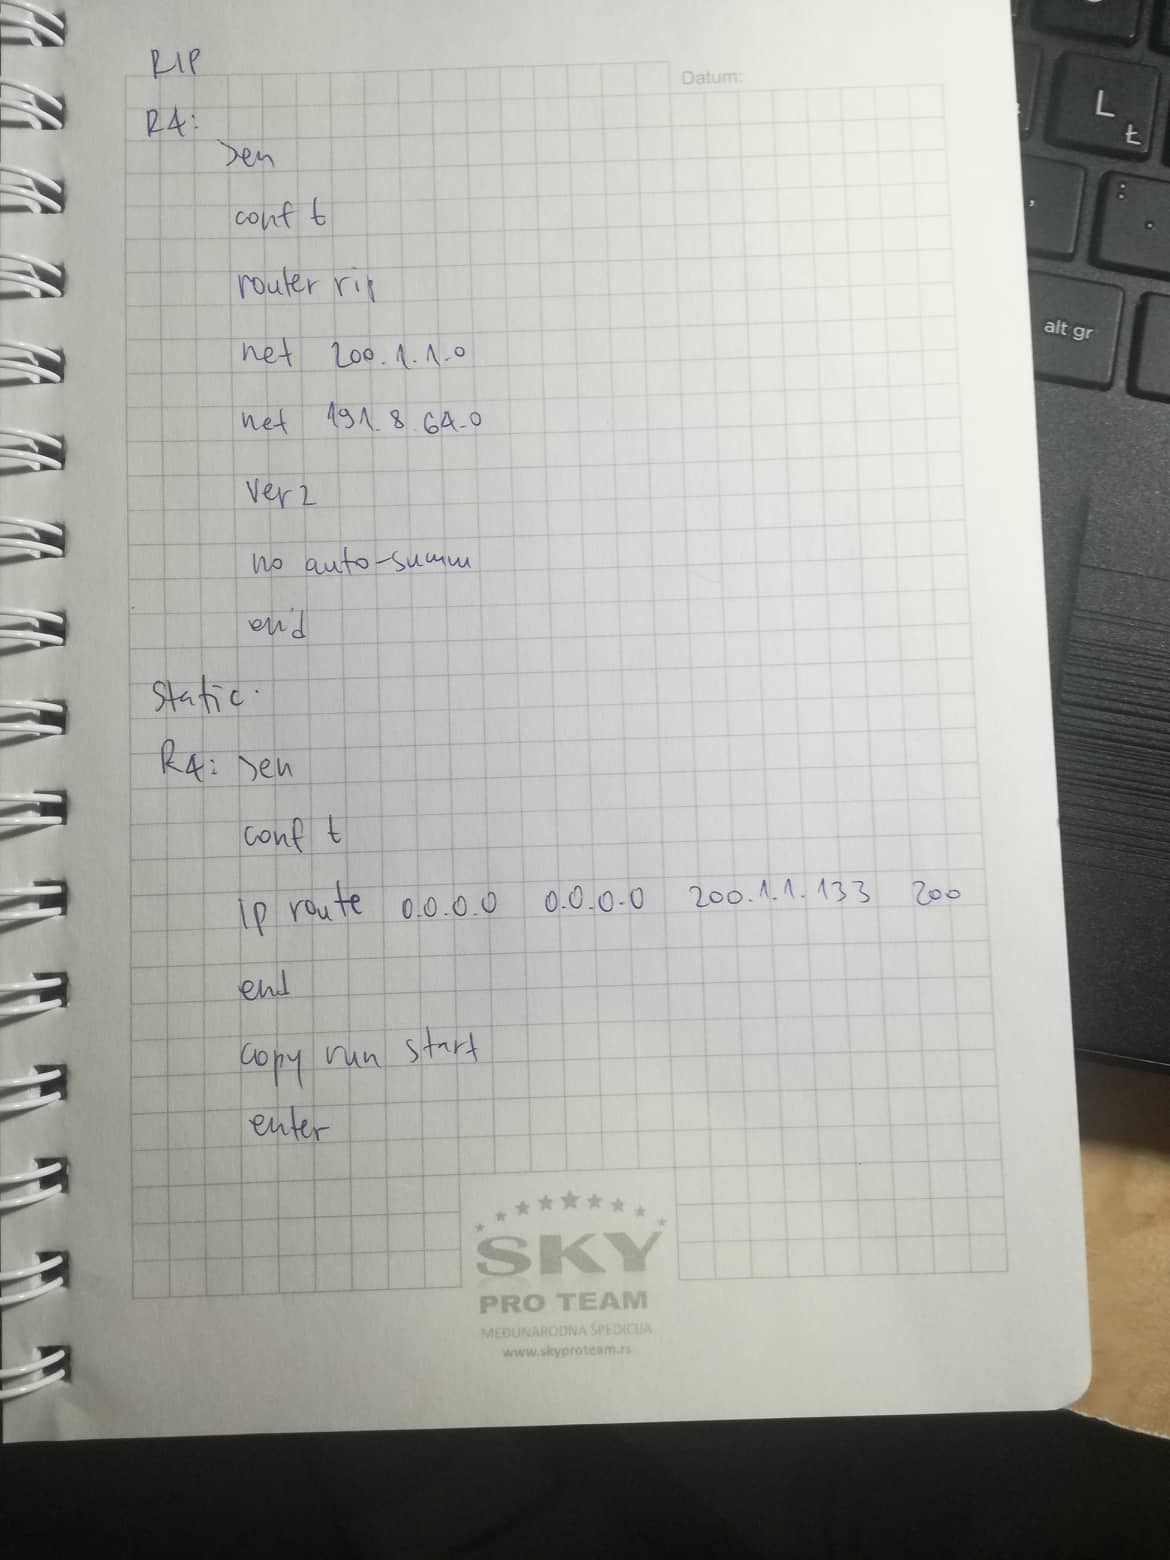 RIP
Datum:
R4:
>en
conf t
router rip
net 200.1.1.0
net 191.8.64.0
ver 2
no auto-summ
end
Static:
R4: >en
conf t
ip route 0.0.0.0 0.0.0.0 200.1.1.133 200
end
copy run start
enter
SKY
PRO TEAM
MEĐUNARODNA ŠPEDICIJA
www.skyproteam.rs
L
Ł
alt gr